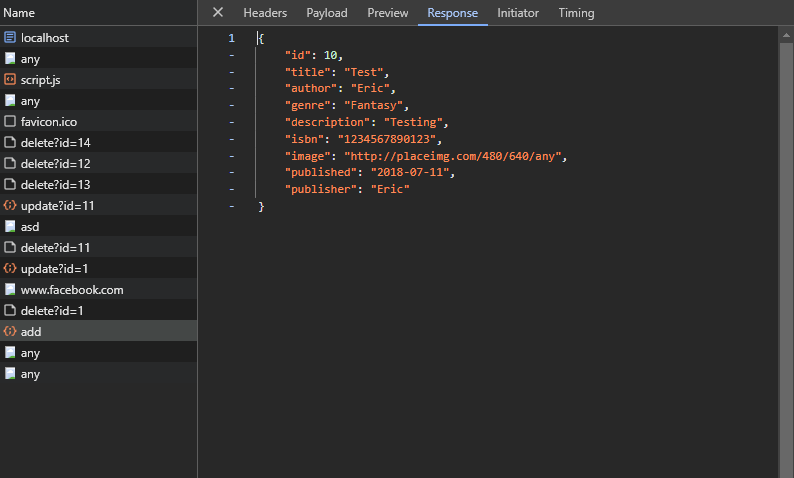 Name
localhost
any
script.js
any
favicon.ico
delete?id=14
delete?id=12
delete?id=13
update?id=11
asd
delete?id=11
update?id=1
www.facebook.com
delete?id=1
add
any
any
Headers Payload Preview Response Initiator Timing
1 {
- "id": 10,
- "title": "Test",
- "author": "Eric",
- "genre": "Fantasy",
- "description": "Testing",
- "isbn": "1234567890123",
- "image": "http://placeimg.com/480/640/any",
- "published": "2018-07-11",
- "publisher": "Eric"
- }